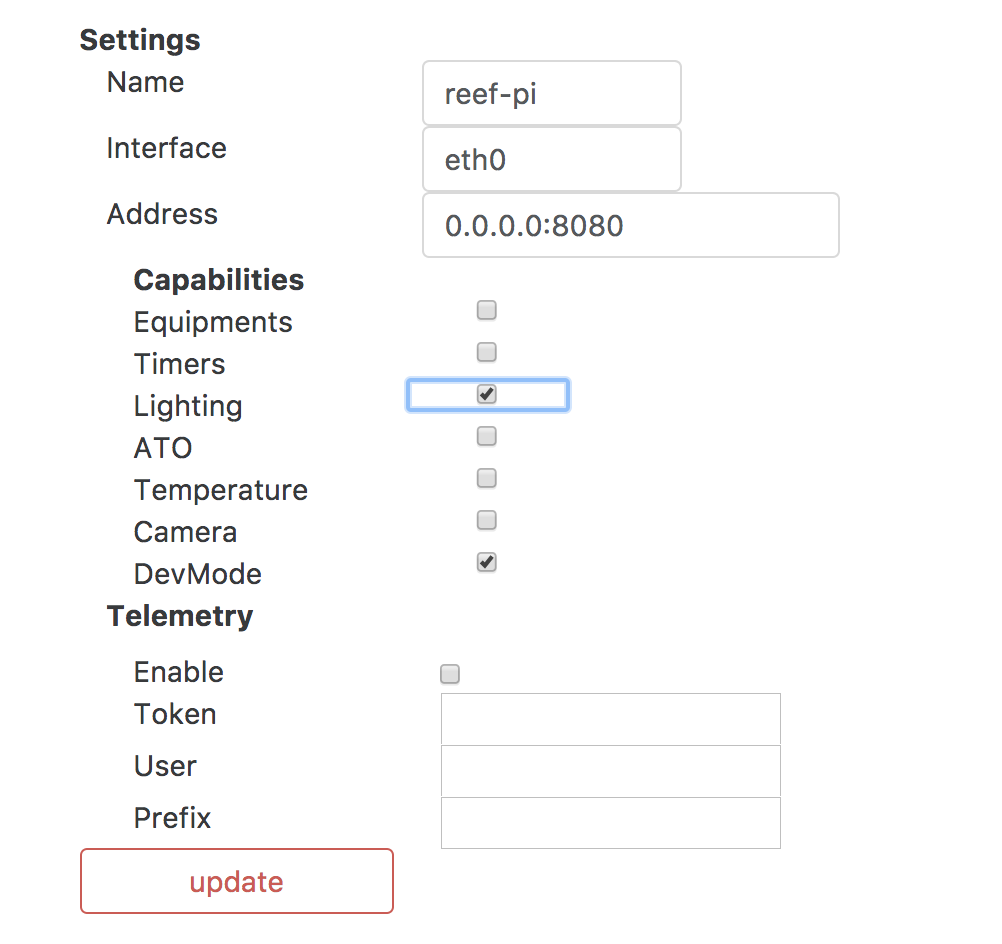 Settings
Name reef-pi
Interface eth0
Address 0.0.0.0:8080
Capabilities
Equipments
Timers
Lighting
ATO
Temperature
Camera
DevMode
Telemetry
Enable
Token
User
Prefix
update